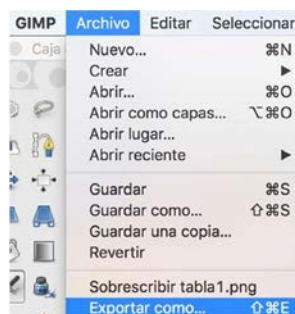 GIMP Archivo Editar Seleccionar
Caja
Nuevo... ⌘N
Crear ▶
Abrir... ⌘O
Abrir como capas... ⌥⌘O
Abrir lugar...
Abrir reciente ▶
Guardar ⌘S
Guardar como... ⇧⌘S
Guardar una copia...
Revertir
Sobrescribir tabla1.png
Exportar como... ⇧⌘E